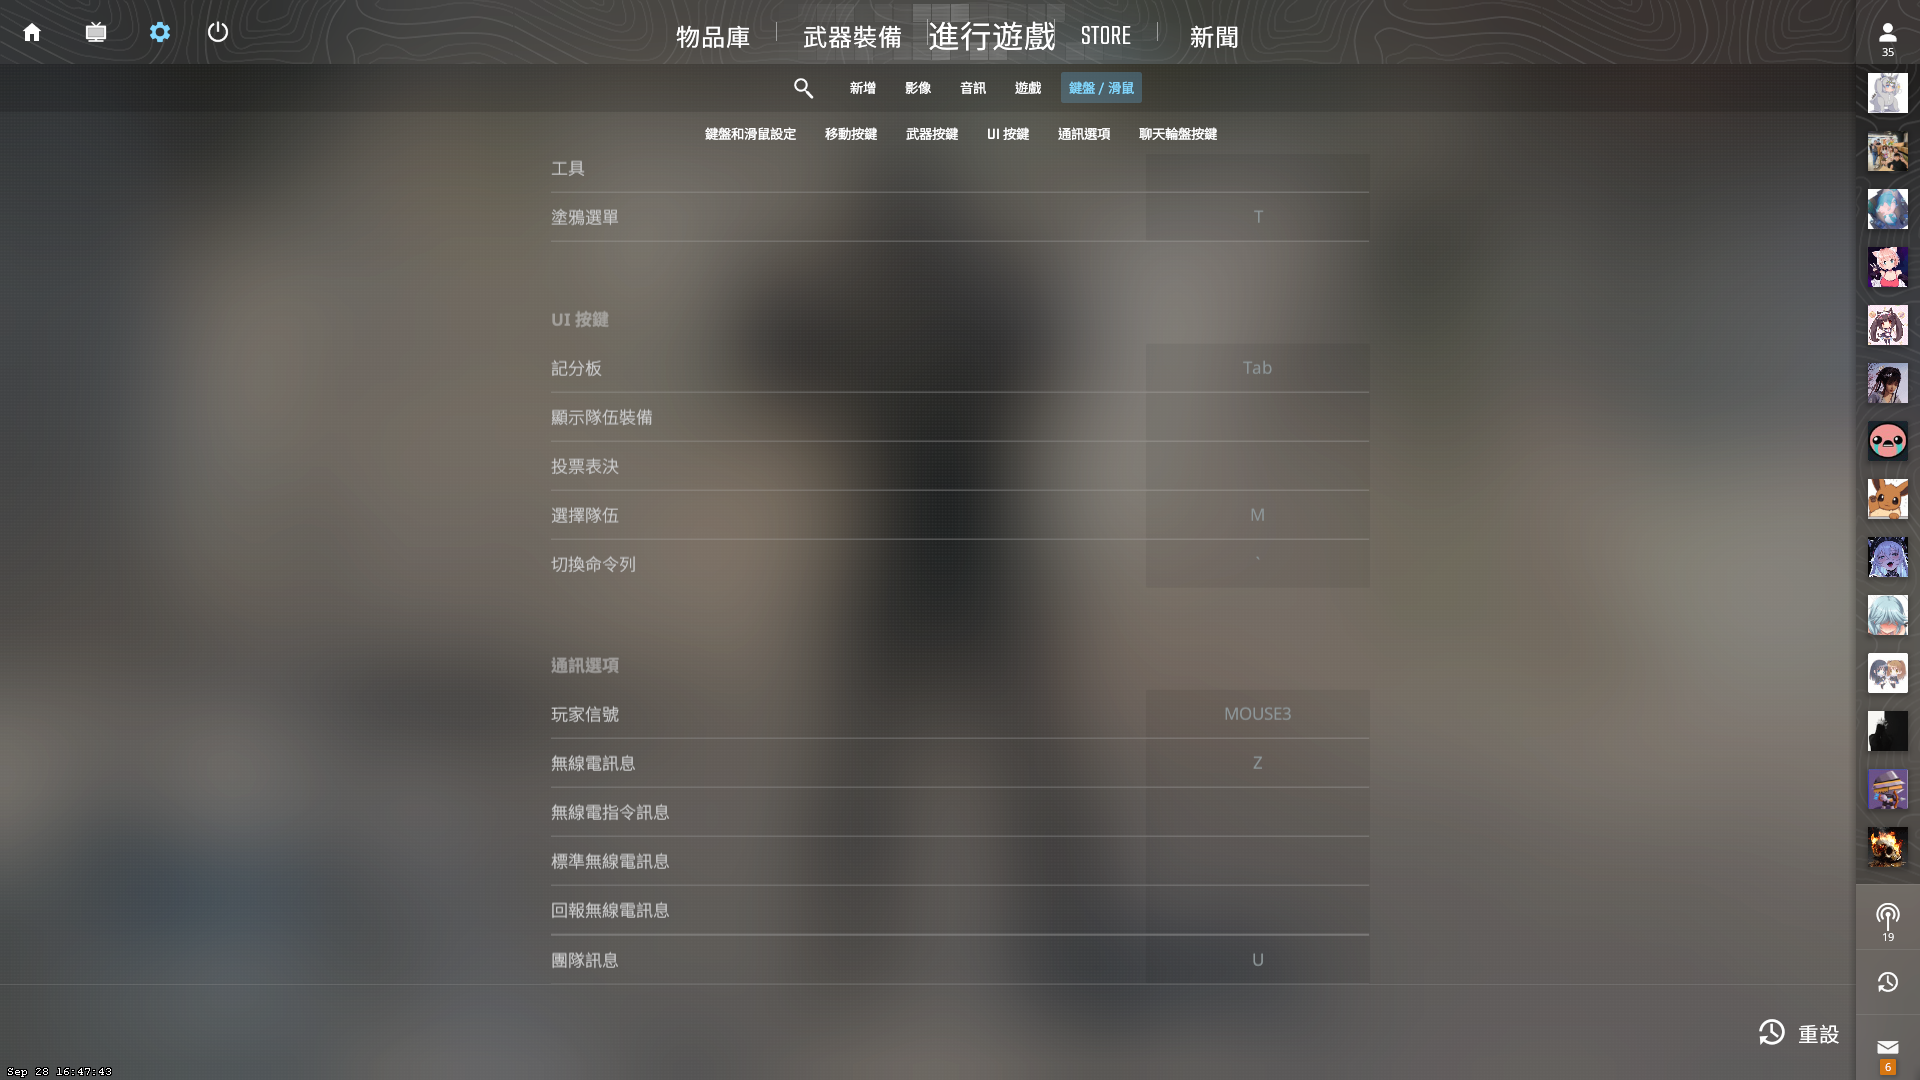 物品庫
武器裝備
進行遊戲
STORE
新聞
35
新增
影像
音訊
遊戲
鍵盤 / 滑鼠
鍵盤和滑鼠設定
移動按鍵
武器按鍵
UI 按鍵
通訊選項
聊天輪盤按鍵
工具
塗鴉選單 T
UI 按鍵
記分板 Tab
顯示隊伍裝備
投票表決
選擇隊伍 M
切換命令列 `
通訊選項
玩家信號 MOUSE3
無線電訊息 Z
無線電指令訊息
標準無線電訊息
回報無線電訊息
團隊訊息 U
19
重設
6
Sep 28 16:47:43